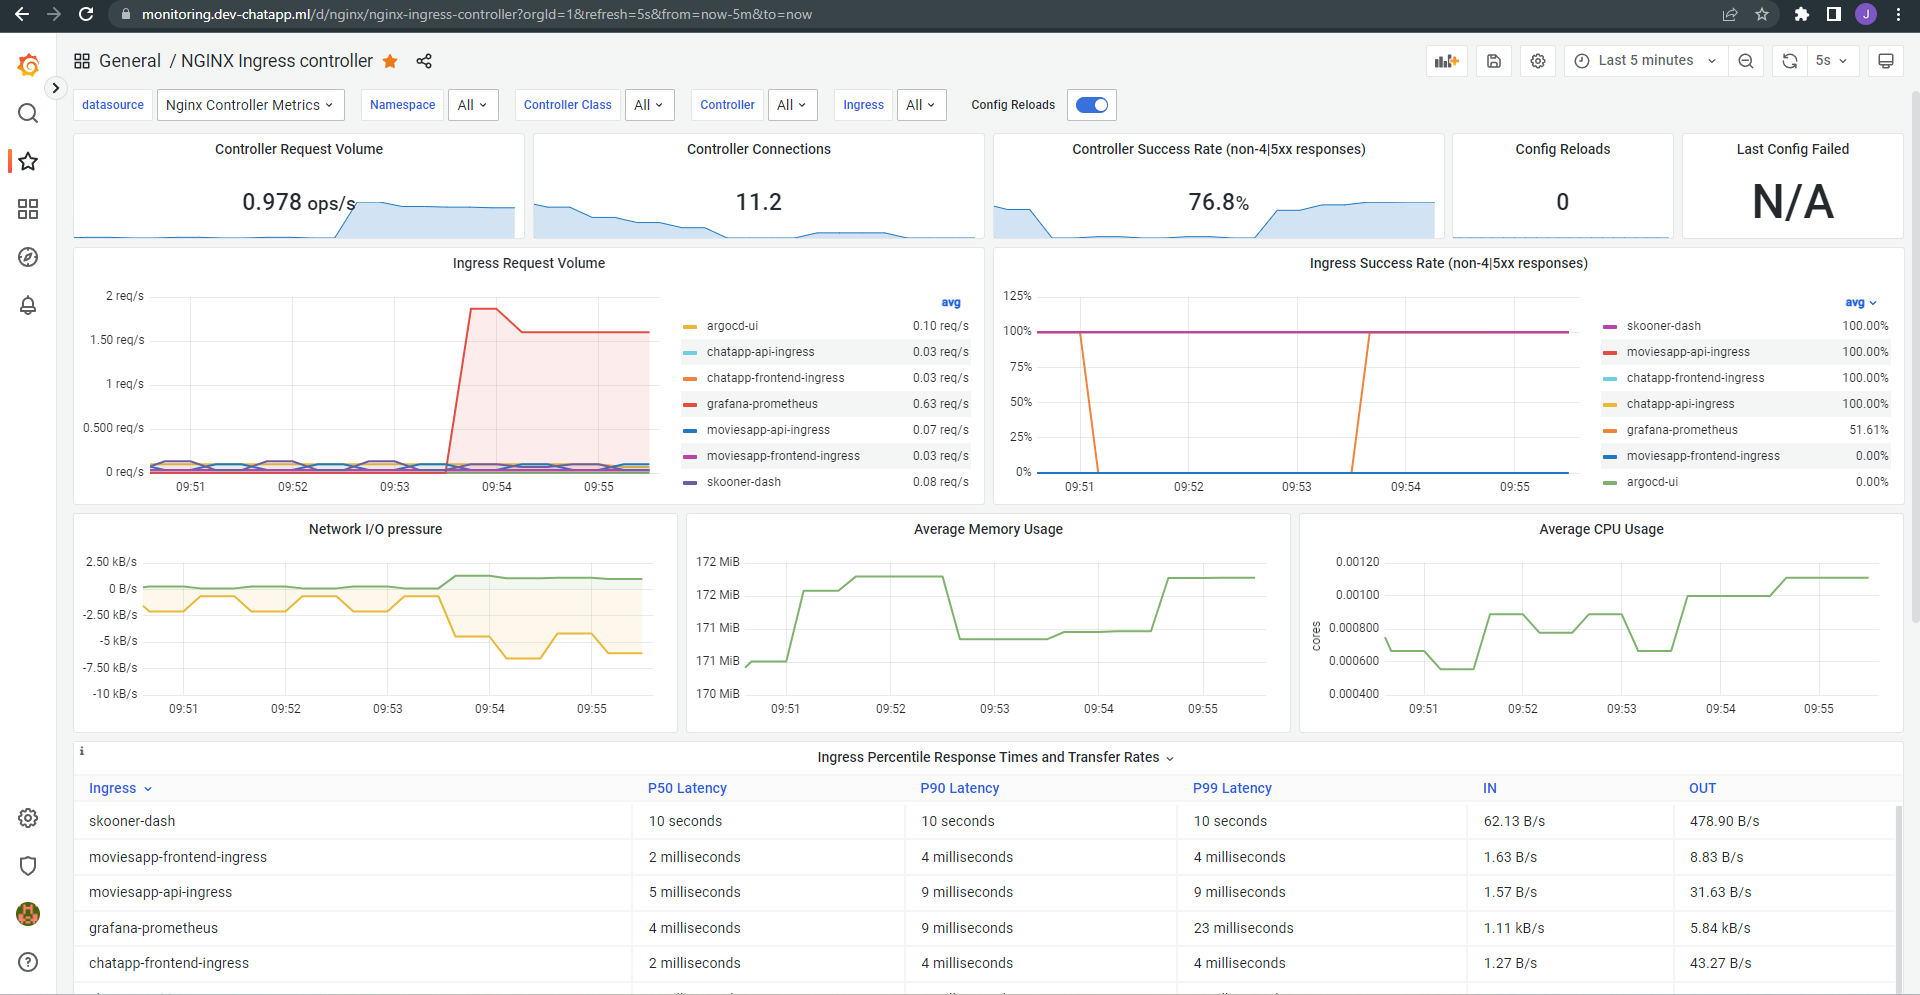 monitoring.dev-chatapp.ml/d/nginx/nginx-ingress-controller?orgId=1&refresh=5s&from=now-5m&to=now
J
General / NGINX Ingress controller
Last 5 minutes
5s
datasource Nginx Controller Metrics Namespace All Controller Class All Controller All Ingress All Config Reloads
Controller Request Volume
0.978 ops/s
Controller Connections
11.2
Controller Success Rate (non-4|5xx responses)
76.8%
Config Reloads
0
Last Config Failed
N/A
Ingress Request Volume
2 req/s
1.50 req/s
1 req/s
0.500 req/s
0 req/s
09:51 09:52 09:53 09:54 09:55
avg
argocd-ui 0.10 req/s
chatapp-api-ingress 0.03 req/s
chatapp-frontend-ingress 0.03 req/s
grafana-prometheus 0.63 req/s
moviesapp-api-ingress 0.07 req/s
moviesapp-frontend-ingress 0.03 req/s
skooner-dash 0.08 req/s
Ingress Success Rate (non-4|5xx responses)
125%
100%
75%
50%
25%
0%
09:51 09:52 09:53 09:54 09:55
avg
skooner-dash 100.00%
moviesapp-api-ingress 100.00%
chatapp-frontend-ingress 100.00%
chatapp-api-ingress 100.00%
grafana-prometheus 51.61%
moviesapp-frontend-ingress 0.00%
argocd-ui 0.00%
Network I/O pressure
2.50 kB/s
0 B/s
-2.50 kB/s
-5 kB/s
-7.50 kB/s
-10 kB/s
09:51 09:52 09:53 09:54 09:55
Average Memory Usage
172 MiB
172 MiB
171 MiB
171 MiB
170 MiB
09:51 09:52 09:53 09:54 09:55
Average CPU Usage
cores
0.00120
0.00100
0.000800
0.000600
0.000400
09:51 09:52 09:53 09:54 09:55
i
Ingress Percentile Response Times and Transfer Rates
Ingress P50 Latency P90 Latency P99 Latency IN OUT
skooner-dash 10 seconds 10 seconds 10 seconds 62.13 B/s 478.90 B/s
moviesapp-frontend-ingress 2 milliseconds 4 milliseconds 4 milliseconds 1.63 B/s 8.83 B/s
moviesapp-api-ingress 5 milliseconds 9 milliseconds 9 milliseconds 1.57 B/s 31.63 B/s
grafana-prometheus 4 milliseconds 9 milliseconds 23 milliseconds 1.11 kB/s 5.84 kB/s
chatapp-frontend-ingress 2 milliseconds 4 milliseconds 4 milliseconds 1.27 B/s 43.27 B/s